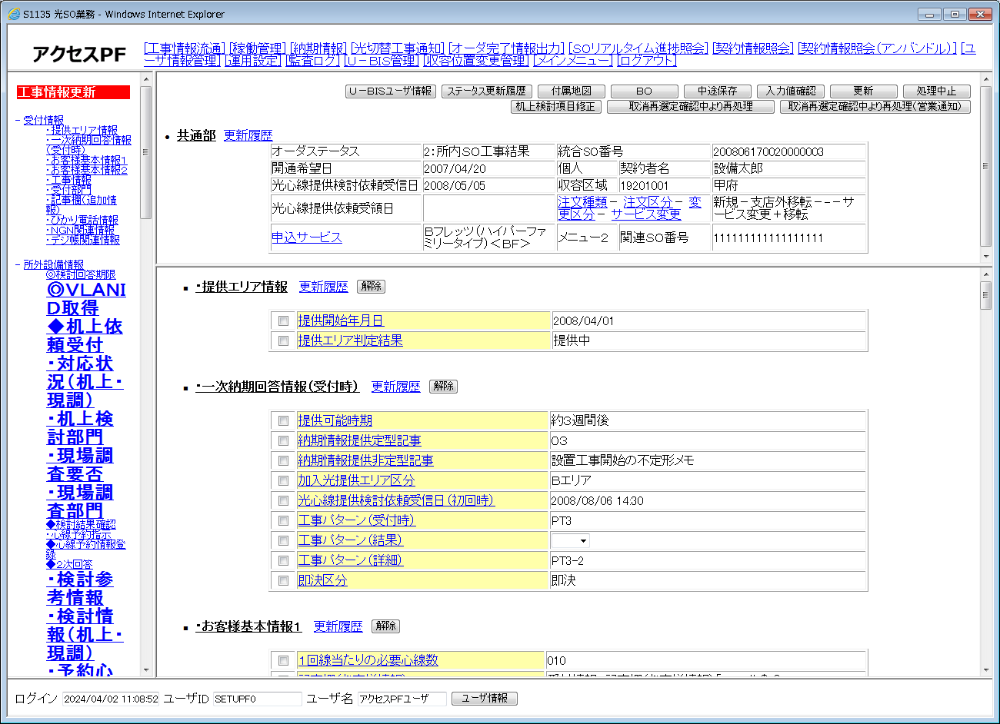 S1135 光SO業務 - Windows Internet Explorer
アクセスPF
[工事情報流通] [稼働管理] [納期情報] [光切替工事通知] [オーダ完了情報出力] [SOリアルタイム進捗照会] [契約情報照会] [契約情報照会(アンバンドル)] [ユ
ーザ情報管理] [運用設定] [監査ログ] [U-BIS管理] [収容位置変更管理] [メインメニュー] [ログアウト]
工事情報更新
- 受付情報
・提供エリア情報
・一次納期回答情報
(受付時)
・お客様基本情報1
・お客様基本情報2
・工事情報
・受付部門
・記事欄(追加情
報)
・ひかり電話情報
・NGN関連情報
・デジ帳関連情報
- 所外設備情報
◎検討回答期限
◎VLANI
D取得
◆机上依
頼受付
・対応状
況(机上・
現調)
・机上検
討部門
・現場調
査要否
・現場調
査部門
◆検討結果確認
・心線予約指示
◆心線予約情報登
録
◆2次回答
・検討参
考情報
・検討情
報(机上・
現調)
・予約心
U-BISユーザ情報 ステータス更新履歴 付属地図 BO 中途保存 入力値確認 更新 処理中止
机上検討項目修正 取消再選定確認中より再処理 取消再選定確認中より再処理(営業通知)
• 共通部 更新履歴
オーダステータス 2:所内SO工事結果 統合SO番号 200806170020000003
開通希望日 2007/04/20 個人 契約者名 設備太郎
光心線提供検討依頼受信日 2008/05/05 収容区域 19201001 甲府
光心線提供依頼受領日 注文種類- 注文区分- 変
更区分- サービス変更 新規-支店外移転---サ
ービス変更+移転
申込サービス Bフレッツ(ハイパーファ
ミリータイプ)<BF> メニュー2 関連SO番号 111111111111111111
▪ ・提供エリア情報 更新履歴 解除
提供開始年月日 2008/04/01
提供エリア判定結果 提供中
▪ ・一次納期回答情報(受付時) 更新履歴 解除
提供可能時期 約3週間後
納期情報提供定型記事 03
納期情報提供非定型記事 設置工事開始の不定形メモ
加入光提供エリア区分 Bエリア
光心線提供検討依頼受信日(初回時) 2008/08/06 14:30
工事パターン(受付時) PT3
工事パターン(結果)
工事パターン(詳細) PT3-2
即決区分 即決
▪ ・お客様基本情報1 更新履歴 解除
1回線当たりの必要心線数 010
ログイン 2024/04/02 11:08:52 ユーザID SETUPF0 ユーザ名 アクセスPFユーザ ユーザ情報